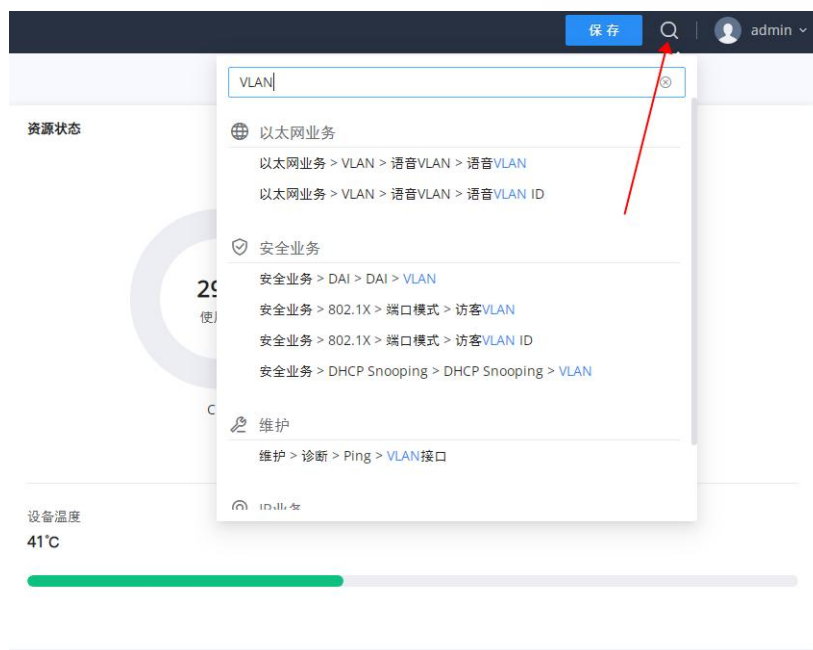 保存
admin
VLAN
资源状态
以太网业务
以太网业务 > VLAN > 语音VLAN > 语音VLAN
以太网业务 > VLAN > 语音VLAN > 语音VLAN ID
安全业务
安全业务 > DAI > DAI > VLAN
29
安全业务 > 802.1X > 端口模式 > 访客VLAN
使
安全业务 > 802.1X > 端口模式 > 访客VLAN ID
安全业务 > DHCP Snooping > DHCP Snooping > VLAN
C
维护
维护 > 诊断 > Ping > VLAN接口
IP业务
设备温度
41°C